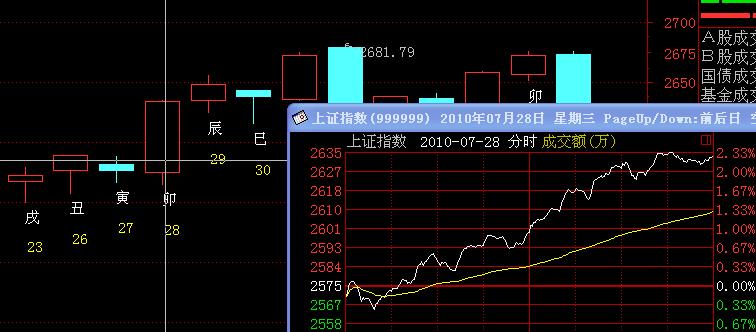 2700
2681.79
2675
2650
A股成交
B股成交
国债成交
基金成交
辰
巳
卯
29
30
戌
丑
寅
卯
23
26
27
28
上证指数(999999) 2010年07月28日 星期三 PageUp/Down:前后日
上证指数 2010-07-28 分时 成交额(万)
2635 2.33%
2627 2.00%
2618 1.67%
2610 1.33%
2601 1.00%
2593 0.67%
2584 0.33%
2575 0.00%
2567 0.33%
2558 0.67%